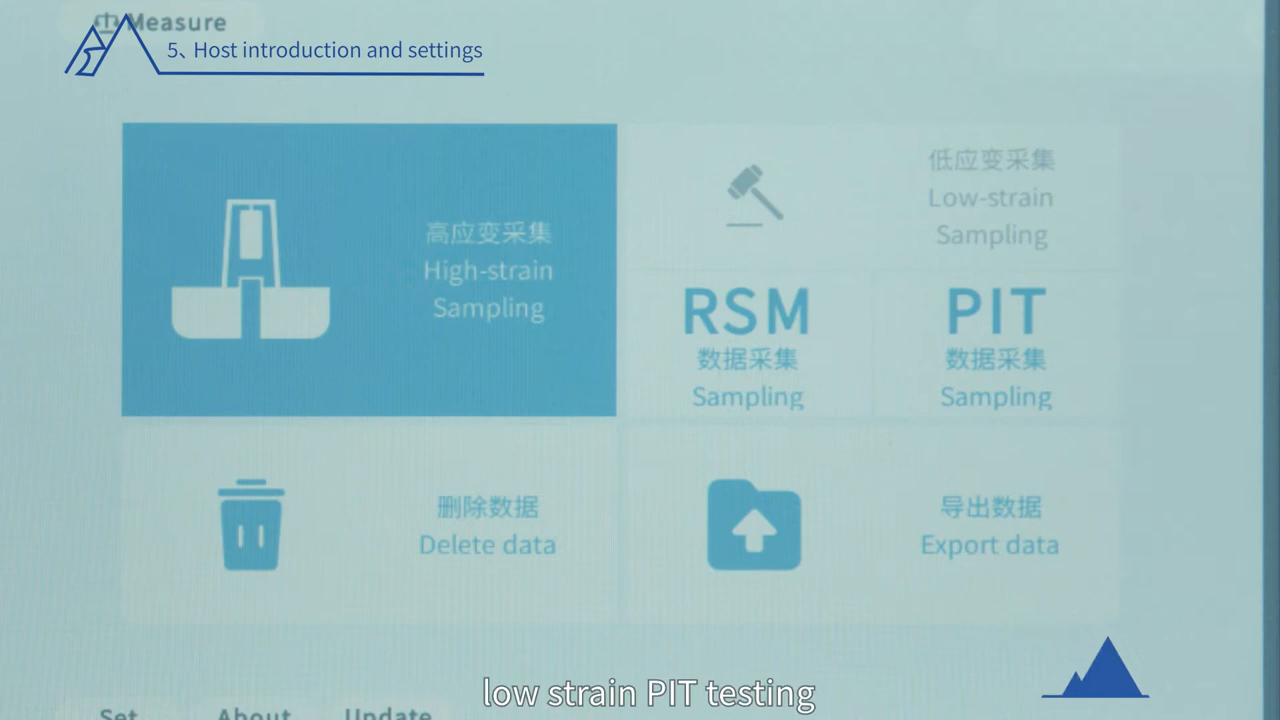 Measure
5、Host introduction and settings
高应变采集
High-strain
Sampling
低应变采集
Low-strain
Sampling
RSM
数据采集
Sampling
PIT
数据采集
Sampling
删除数据
Delete data
导出数据
Export data
low strain PIT testing
Set
About
Update